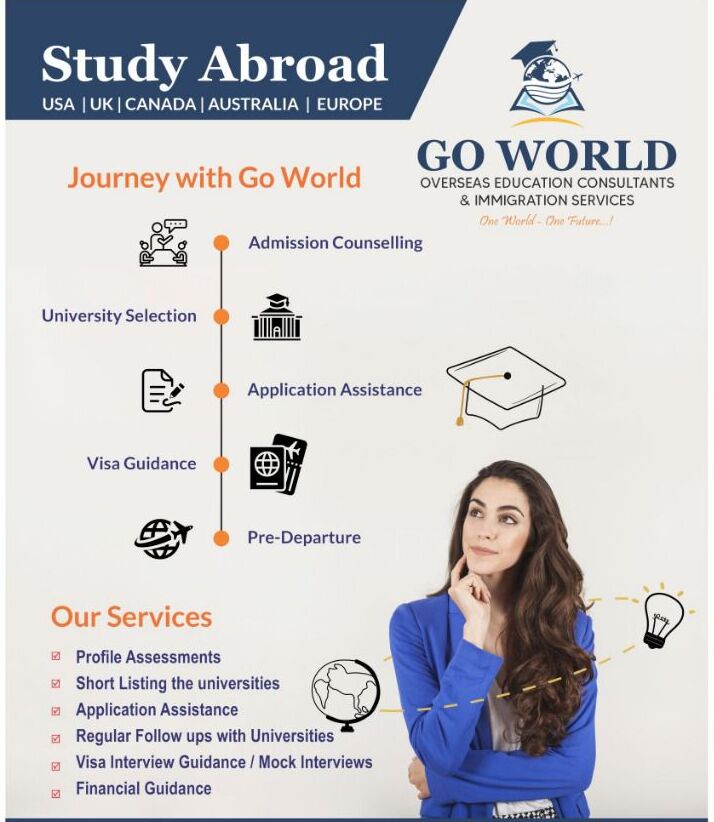 Study Abroad
USA | UK | CANADA | AUSTRALIA | EUROPE
GO WORLD
OVERSEAS EDUCATION CONSULTANTS
& IMMIGRATION SERVICES
One World - One Future...!
Journey with Go World
Admission Counselling
University Selection
Application Assistance
Visa Guidance
Pre-Departure
Our Services
Profile Assessments
Short Listing the universities
Application Assistance
Regular Follow ups with Universities
Visa Interview Guidance / Mock Interviews
Financial Guidance